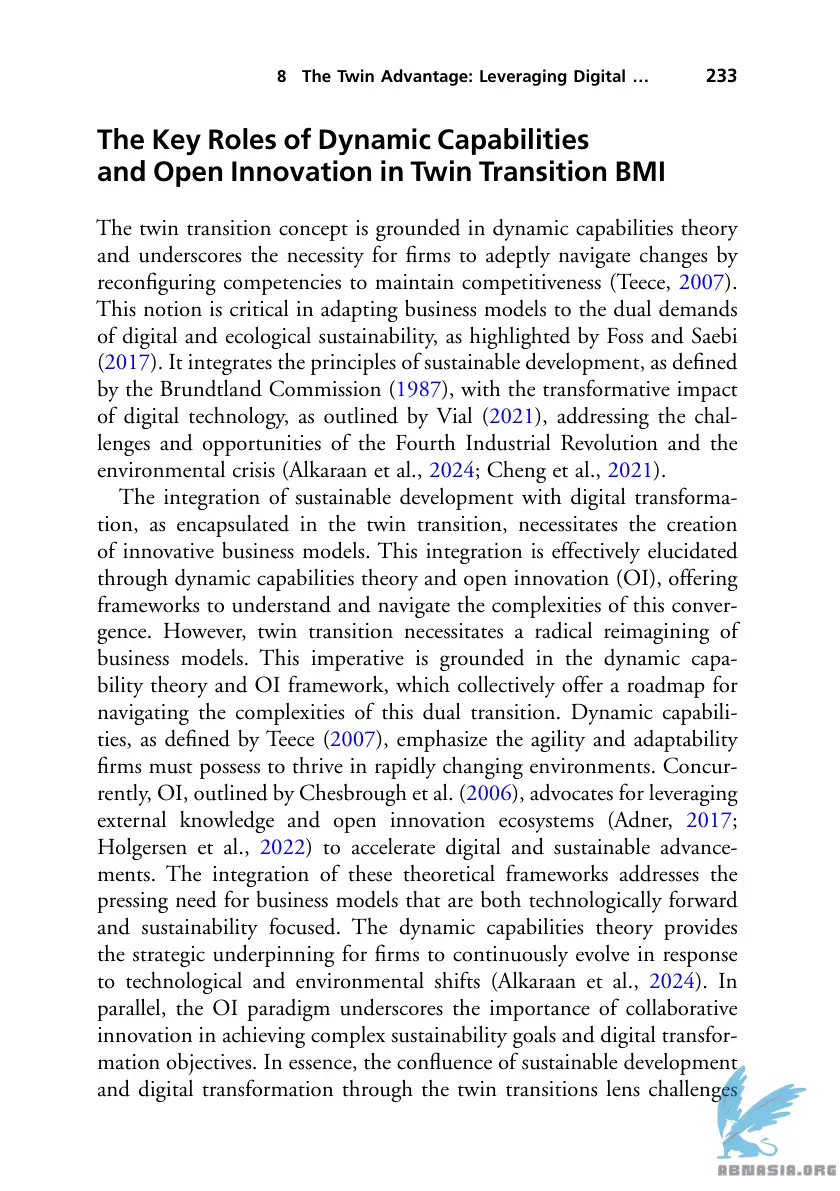 8 The Twin Advantage: Leveraging Digital … 233
The Key Roles of Dynamic Capabilities
and Open Innovation in Twin Transition BMI
The twin transition concept is grounded in dynamic capabilities theory
and underscores the necessity for firms to adeptly navigate changes by
reconfiguring competencies to maintain competitiveness (Teece, 2007).
This notion is critical in adapting business models to the dual demands
of digital and ecological sustainability, as highlighted by Foss and Saebi
(2017). It integrates the principles of sustainable development, as defined
by the Brundtland Commission (1987), with the transformative impact
of digital technology, as outlined by Vial (2021), addressing the chal-
lenges and opportunities of the Fourth Industrial Revolution and the
environmental crisis (Alkaraan et al., 2024; Cheng et al., 2021).
The integration of sustainable development with digital transforma-
tion, as encapsulated in the twin transition, necessitates the creation
of innovative business models. This integration is effectively elucidated
through dynamic capabilities theory and open innovation (OI), offering
frameworks to understand and navigate the complexities of this conver-
gence. However, twin transition necessitates a radical reimagining of
business models. This imperative is grounded in the dynamic capa-
bility theory and OI framework, which collectively offer a roadmap for
navigating the complexities of this dual transition. Dynamic capabili-
ties, as defined by Teece (2007), emphasize the agility and adaptability
firms must possess to thrive in rapidly changing environments. Concur-
rently, OI, outlined by Chesbrough et al. (2006), advocates for leveraging
external knowledge and open innovation ecosystems (Adner, 2017;
Holgersen et al., 2022) to accelerate digital and sustainable advance-
ments. The integration of these theoretical frameworks addresses the
pressing need for business models that are both technologically forward
and sustainability focused. The dynamic capabilities theory provides
the strategic underpinning for firms to continuously evolve in response
to technological and environmental shifts (Alkaraan et al., 2024). In
parallel, the OI paradigm underscores the importance of collaborative
innovation in achieving complex sustainability goals and digital transfor-
mation objectives. In essence, the confluence of sustainable development
and digital transformation through the twin transitions lens challenges
ABNASIA.ORG